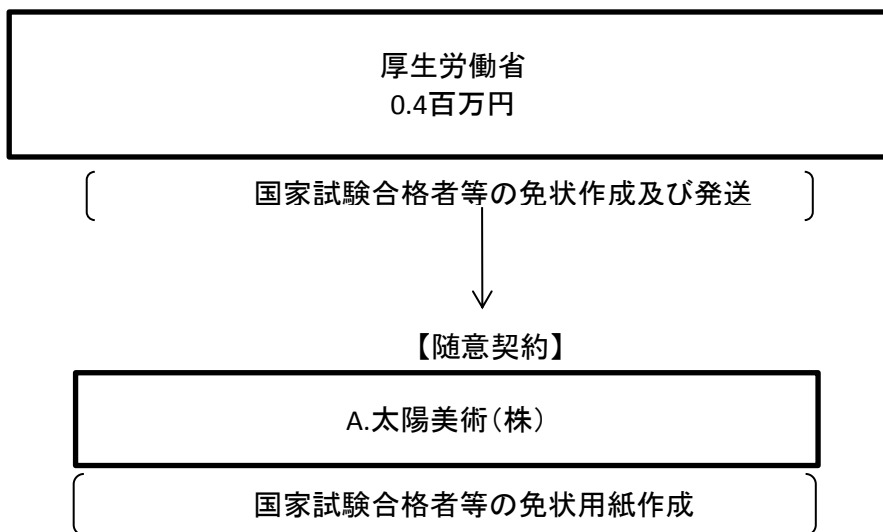 厚生労働省
0.4百万円
国家試験合格者等の免状作成及び発送
【随意契約】
A.太陽美術（株）
国家試験合格者等の免状用紙作成